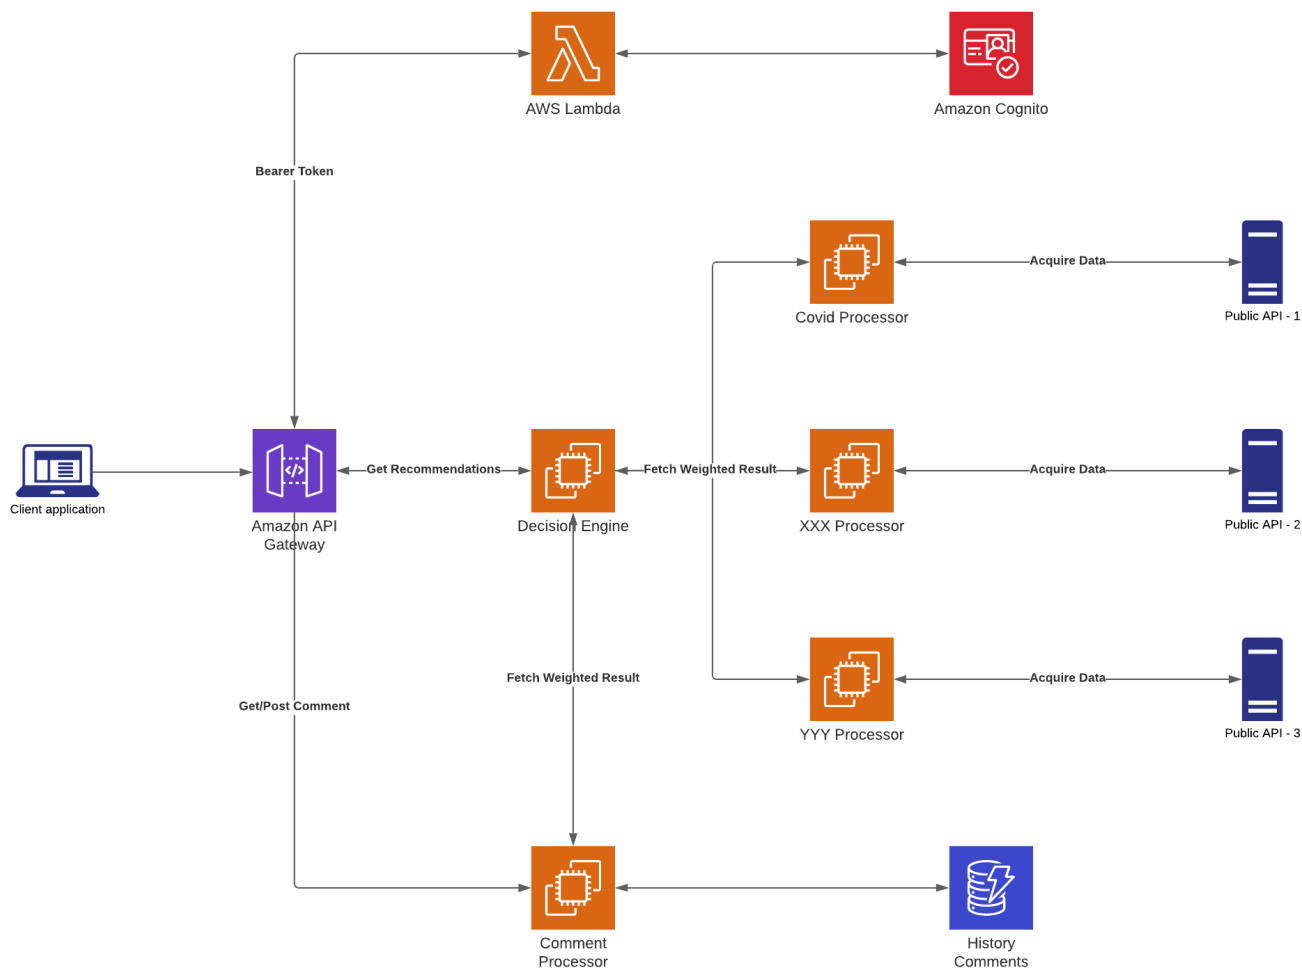 AWS Lambda
Amazon Cognito
Bearer Token
Covid Processor
Acquire Data
Public API - 1
Client application
</>
Amazon API
Gateway
Get Recommendations
Decision Engine
Fetch Weighted Result
XXX Processor
Acquire Data
Public API - 2
Fetch Weighted Result
Get/Post Comment
YYY Processor
Acquire Data
Public API - 3
Comment
Processor
History
Comments